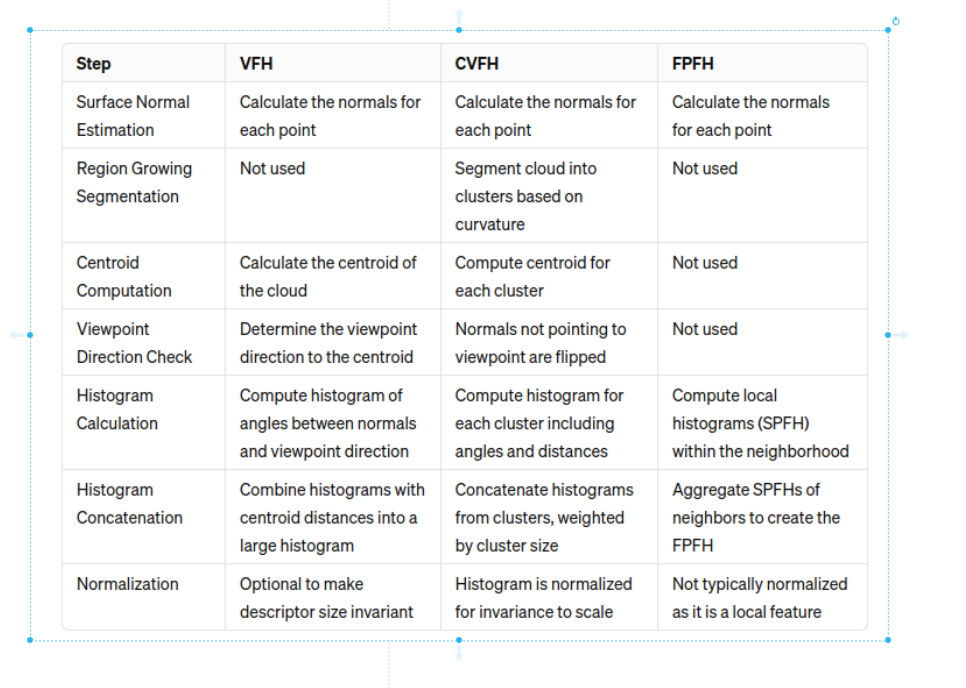 Step VFH CVFH FPFH
Surface Normal Calculate the normals for Calculate the normals for Calculate the normals
Estimation each point each point for each point
Region Growing Not used Segment cloud into Not used
Segmentation clusters based on
curvature
Centroid Calculate the centroid of Compute centroid for Not used
Computation the cloud each cluster
Viewpoint Determine the viewpoint Normals not pointing to Not used
Direction Check direction to the centroid viewpoint are flipped
Histogram Compute histogram of Compute histogram for Compute local
Calculation angles between normals each cluster including histograms (SPFH)
and viewpoint direction angles and distances within the neighborhood
Histogram Combine histograms with Concatenate histograms Aggregate SPFHs of
Concatenation centroid distances into a from clusters, weighted neighbors to create the
large histogram by cluster size FPFH
Normalization Optional to make Histogram is normalized Not typically normalized
descriptor size invariant for invariance to scale as it is a local feature